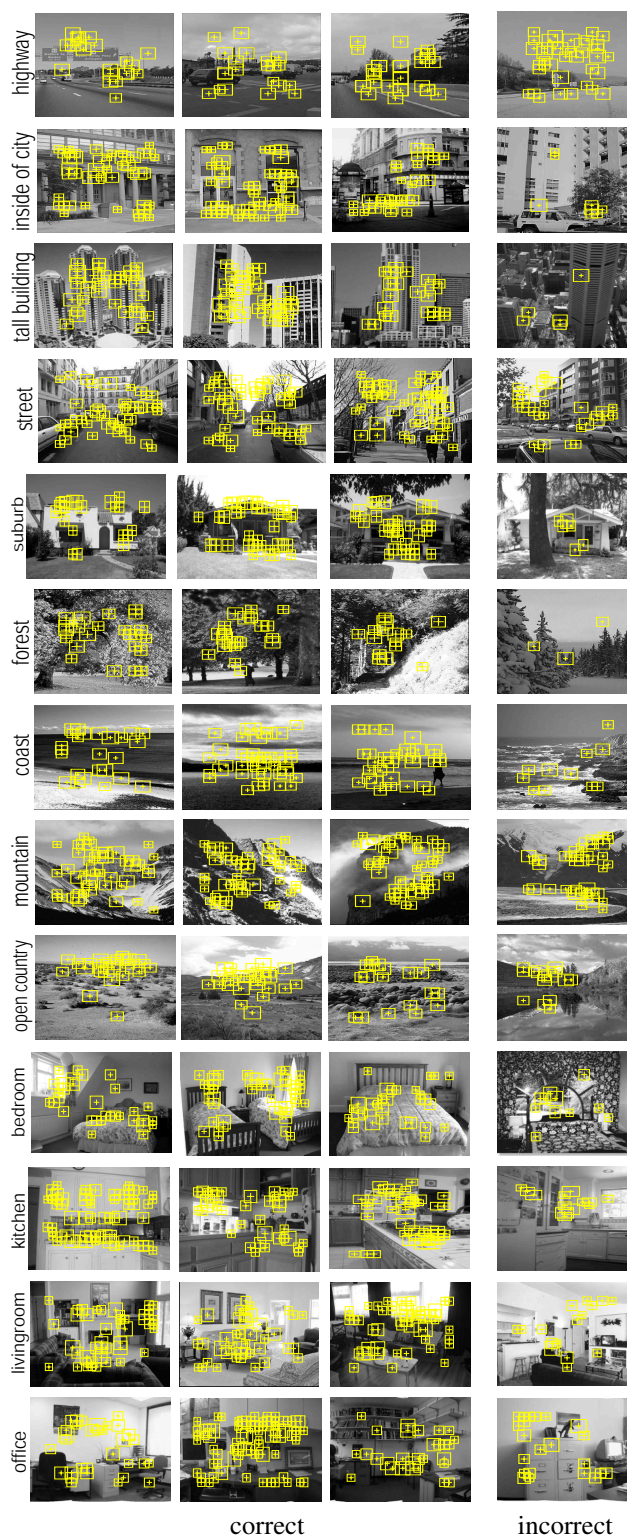 highway
inside of city
tall building
street
suburb
forest
coast
mountain
open country
bedroom
kitchen
livingroom
office
correct
incorrect